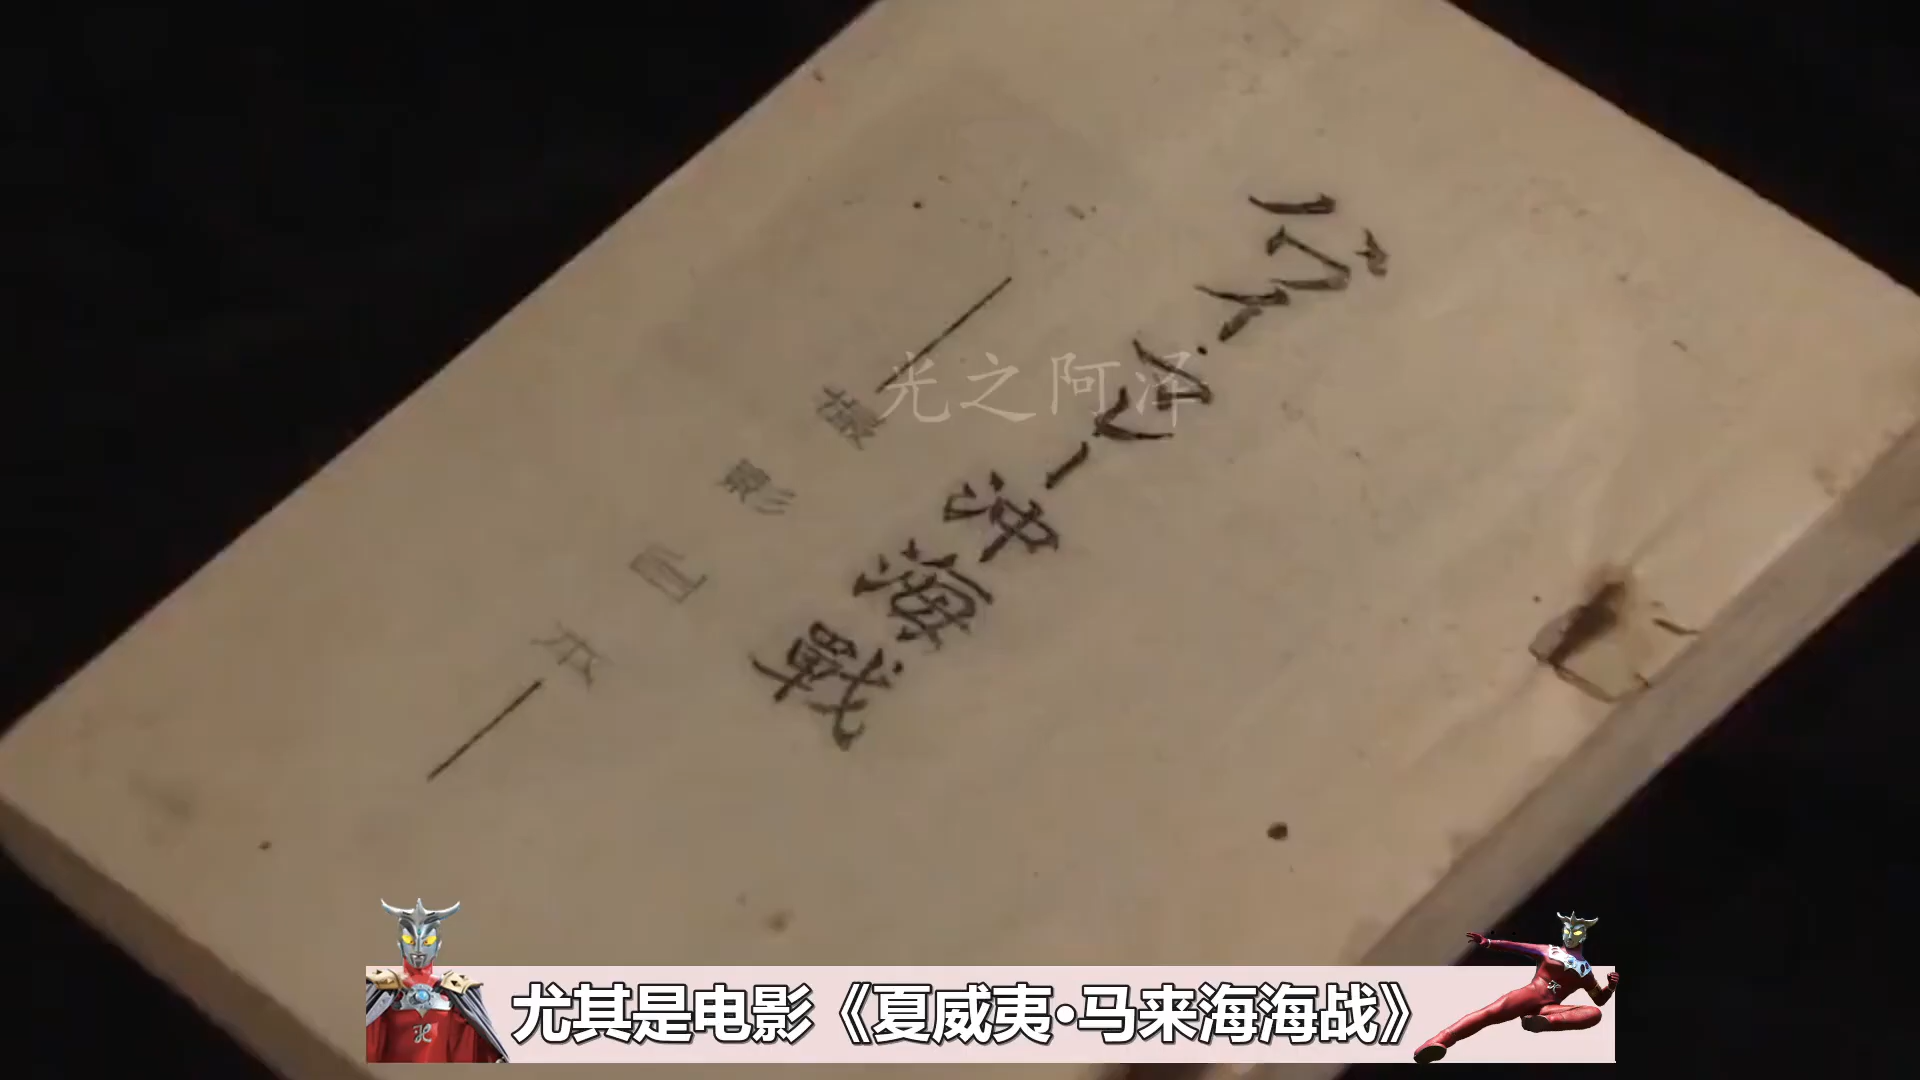 ハワイ・マレー沖海戰
撮影台本
光之阿泽
尤其是电影《夏威夷·马来海海战》